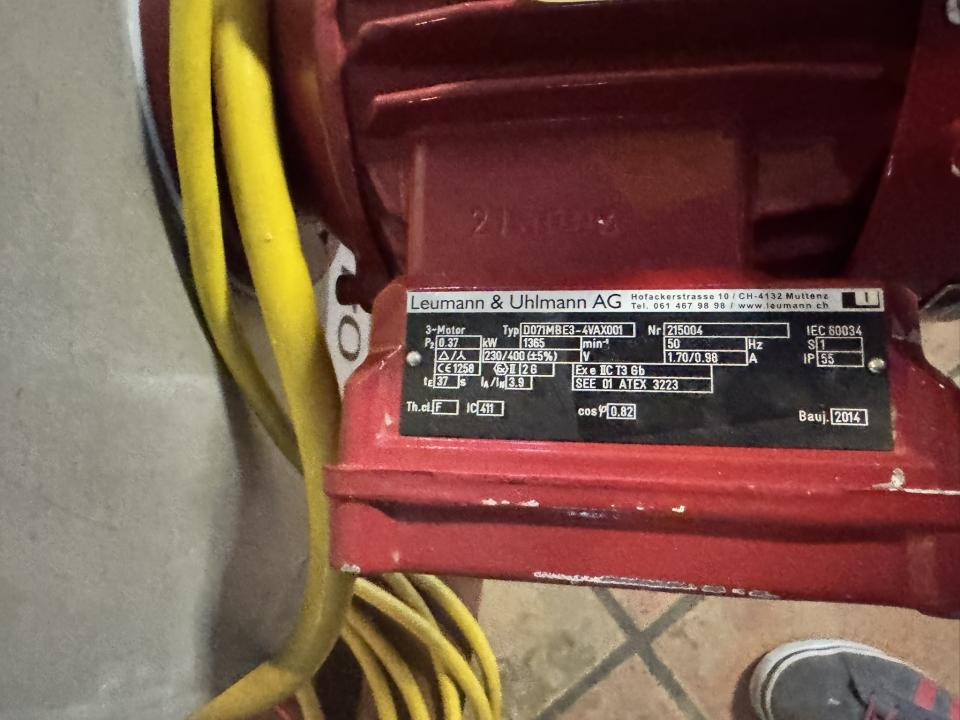 Leumann & Uhlmann AG Hofackerstrasse 10 / CH-4132 Muttenz
Tel. 061 467 98 98 / www.leumann.ch
3~Motor Typ D071MBE3-4VAX001 Nr 215004 IEC 60034
P₂ 0.37 kW 1365 min⁻¹ 50 Hz S 1
△/⅄ 230/400 (±5%) V 1.70/0.98 A IP 55
CE 1258 Ex II 2 G Ex e IIC T3 Gb
tE 37 s IA/IN 3.9 SEE 01 ATEX 3223
Th.cl. F IC 411 cosφ 0.82 Bauj. 2014